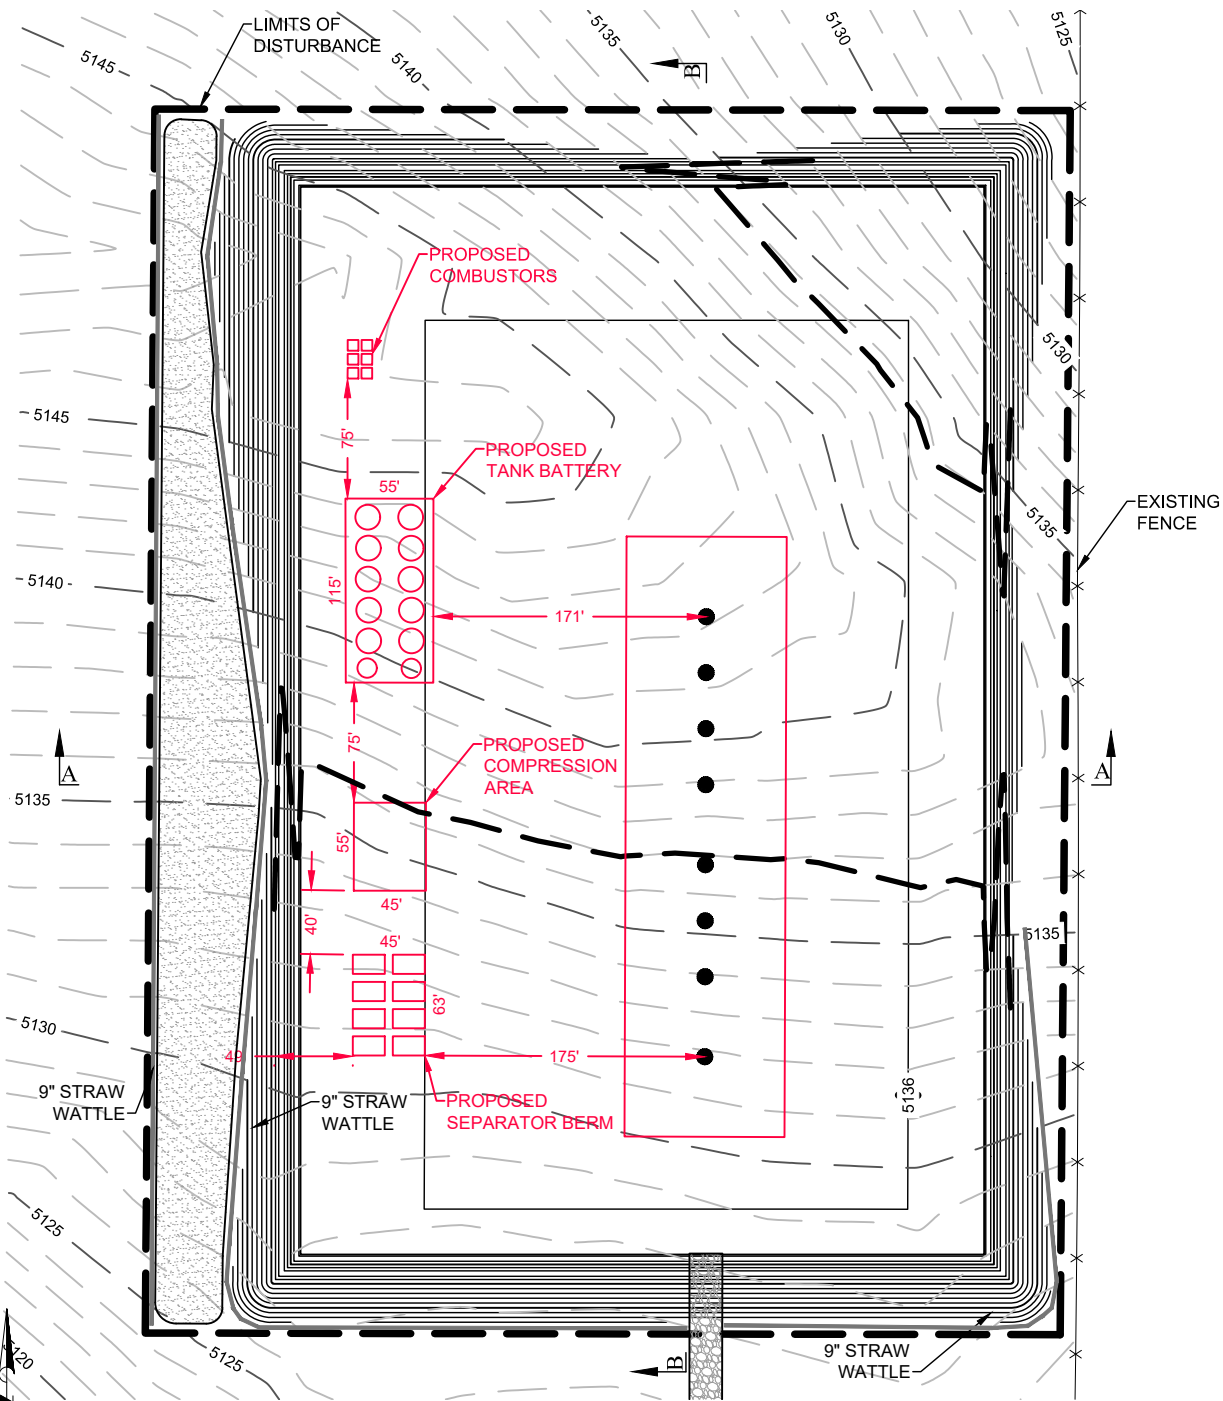 LIMITS OF
DISTURBANCE
5145
5140
5135
5130
5125
B
PROPOSED
COMBUSTORS
5130
5145
75'
PROPOSED
TANK BATTERY
55'
EXISTING
FENCE
5135
5140
115'
171'
A
75'
PROPOSED
COMPRESSION
AREA
A
5135
55'
45'
40'
45'
5135
63'
5130
49
175'
9" STRAW
WATTLE
9" STRAW
WATTLE
PROPOSED
SEPARATOR BERM
5136
5125
5120
5125
B
9" STRAW
WATTLE